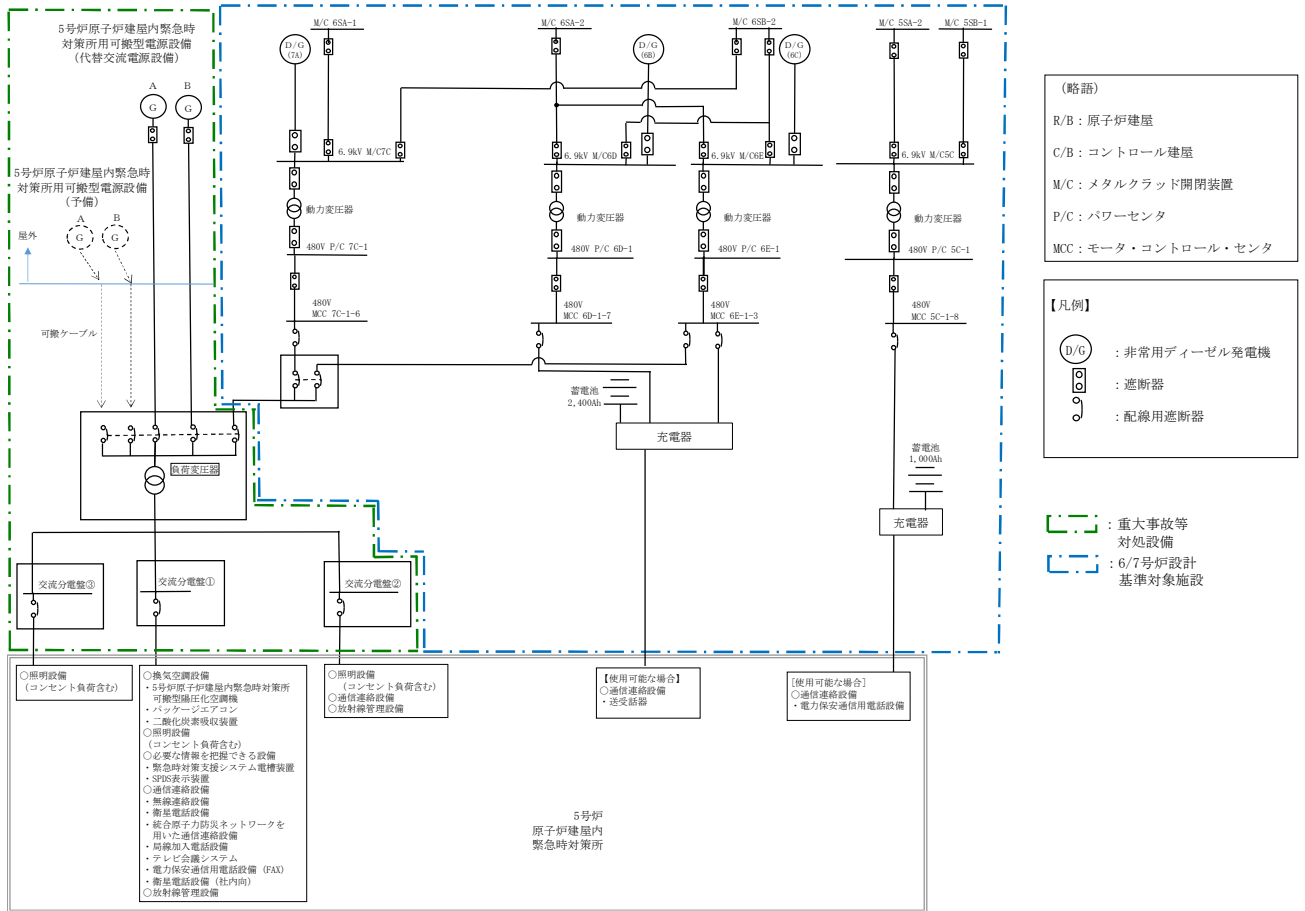 5号炉原子炉建屋内緊急時
対策所用可搬型電源設備
(代替交流電源設備)
A
B
G
G
5号炉原子炉建屋内緊急時
対策所用可搬型電源設備
(予備)
A
B
G
G
屋外
可搬ケーブル
負荷変圧器
交流分電盤③
交流分電盤①
交流分電盤②
M/C 6SA-1
M/C 6SA-2
M/C 6SB-2
M/C 5SA-2
M/C 5SB-1
D/G
(7A)
D/G
(6B)
D/G
(6C)
6.9kV M/C7C
6.9kV M/C6D
6.9kV M/C6E
6.9kV M/C5C
動力変圧器
動力変圧器
動力変圧器
動力変圧器
480V P/C 7C-1
480V P/C 6D-1
480V P/C 6E-1
480V P/C 5C-1
480V
MCC 7C-1-6
480V
MCC 6D-1-7
480V
MCC 6E-1-3
480V
MCC 5C-1-8
蓄電池
2,400Ah
充電器
蓄電池
1,000Ah
充電器
○照明設備
(コンセント負荷含む)
○換気空調設備
・5号炉原子炉建屋内緊急時対策所
可搬型陽圧化空調機
・パッケージエアコン
・二酸化炭素吸収装置
○照明設備
(コンセント負荷含む)
○必要な情報を把握できる設備
・緊急時対策支援システム電槽装置
・SPDS表示装置
○通信連絡設備
・無線連絡設備
・衛星電話設備
・統合原子力防災ネットワークを
用いた通信連絡設備
・局線加入電話設備
・テレビ会議システム
・電力保安通信用電話設備 (FAX)
・衛星電話設備 (社内向)
○放射線管理設備
○照明設備
(コンセント負荷含む)
○通信連絡設備
○放射線管理設備
【使用可能な場合】
○通信連絡設備
・送受話器
[使用可能な場合]
○通信連絡設備
・電力保安通信用電話設備
5号炉
原子炉建屋内
緊急時対策所
(略語)
R/B：原子炉建屋
C/B：コントロール建屋
M/C：メタルクラッド開閉装置
P/C：パワーセンタ
MCC：モータ・コントロール・センタ
【凡例】
D/G
：非常用ディーゼル発電機
：遮断器
：配線用遮断器
：重大事故等
対処設備
：6/7号炉設計
基準対象施設